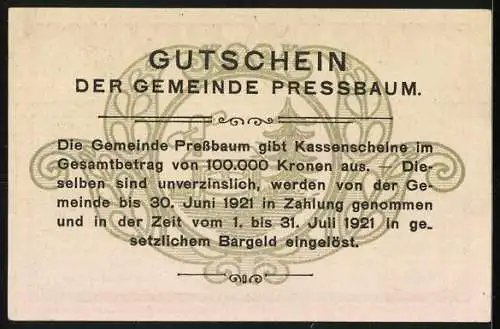 GUTSCHEIN
DER GEMEINDE PRESSBAUM.
Die Gemeinde Preßbaum gibt Kassenscheine im
Gesamtbetrag von 100.000 Kronen aus. — Die-
selben sind unverzinslich, werden von der Ge-
meinde bis 30. Juni 1921 in Zahlung genommen
und in der Zeit vom 1. bis 31. Juli 1921 in ge-
setzlichem Bargeld eingelöst.